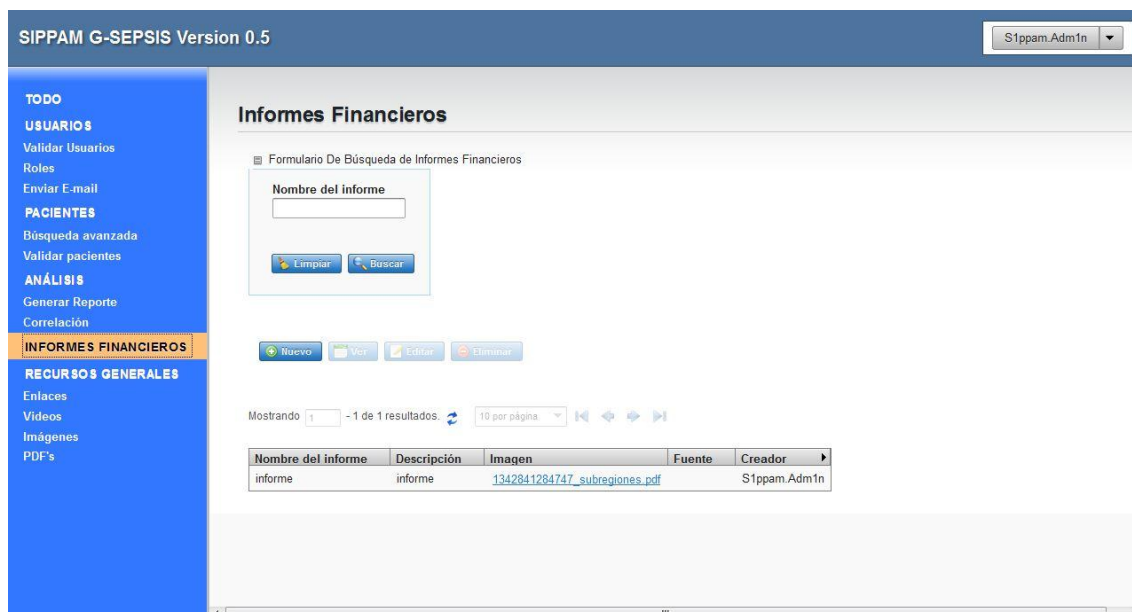 SIPPAM G-SEPSIS Version 0.5
S1ppam.Adm1n
TODO
USUARIOS
Validar Usuarios
Roles
Enviar E-mail
PACIENTES
Búsqueda avanzada
Validar pacientes
ANÁLISIS
Generar Reporte
Correlación
INFORMES FINANCIEROS
RECURSOS GENERALES
Enlaces
Videos
Imágenes
PDF's
Informes Financieros
Formulario De Búsqueda de Informes Financieros
Nombre del informe
Limpiar Buscar
Nuevo Ver Editar Eliminar
Mostrando 1 - 1 de 1 resultados. 10 por página
Nombre del informe Descripción Imagen Fuente Creador
informe informe 1342841284747_subregiones.pdf S1ppam.Adm1n